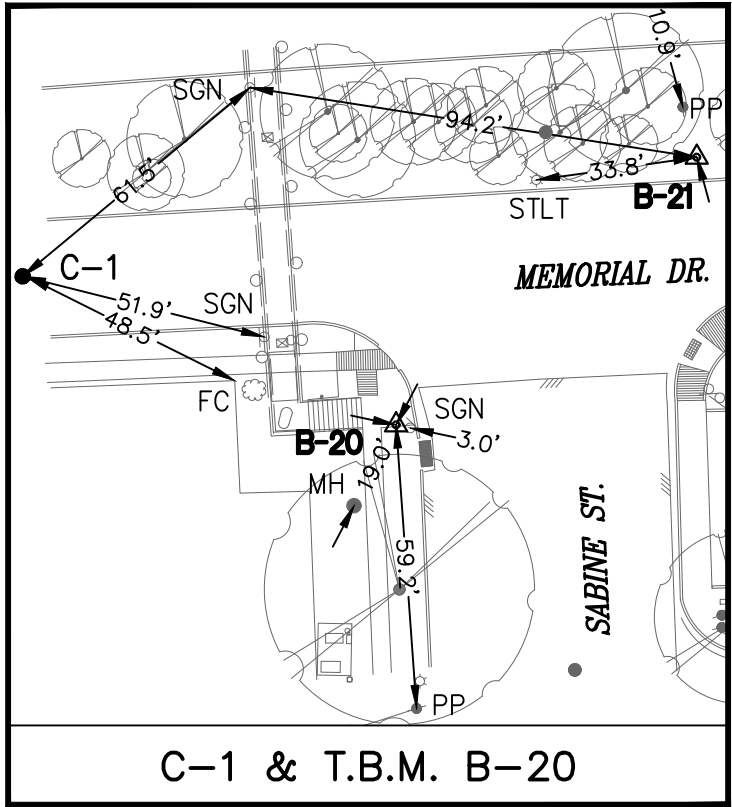 10.9'
SGN
PP
94.2'
61.5'
33.8'
B-21
STLT
C-1
MEMORIAL DR.
51.9'
SGN
48.5'
FC
SGN
B-20
3.0'
19.0'
MH
59.2'
SABINE ST.
PP
C-1 & T.B.M. B-20